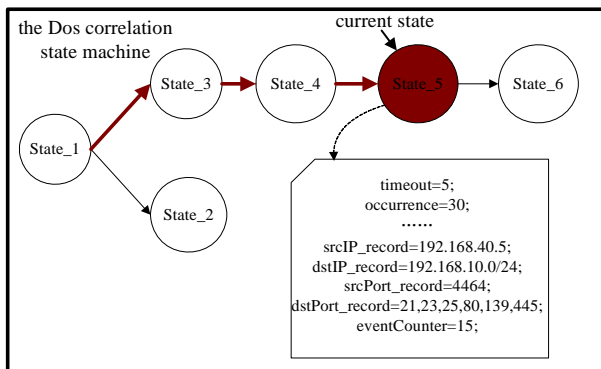 the Dos correlation
state machine
current state
State_3
State_4
State_5
State_6
State_1
State_2
timeout=5;
occurrence=30;
……
srcIP_record=192.168.40.5;
dstIP_record=192.168.10.0/24;
srcPort_record=4464;
dstPort_record=21,23,25,80,139,445;
eventCounter=15;